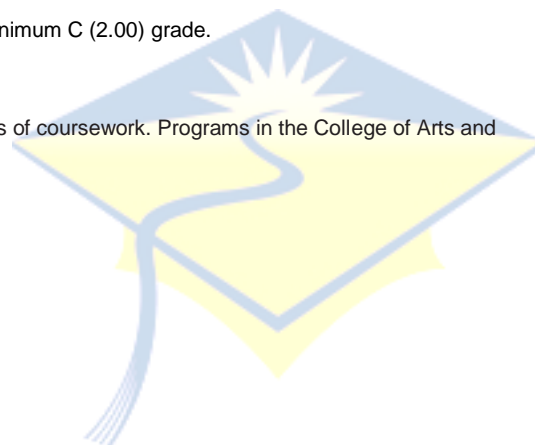 nimum C (2.00) grade.
s of coursework. Programs in the College of Arts and